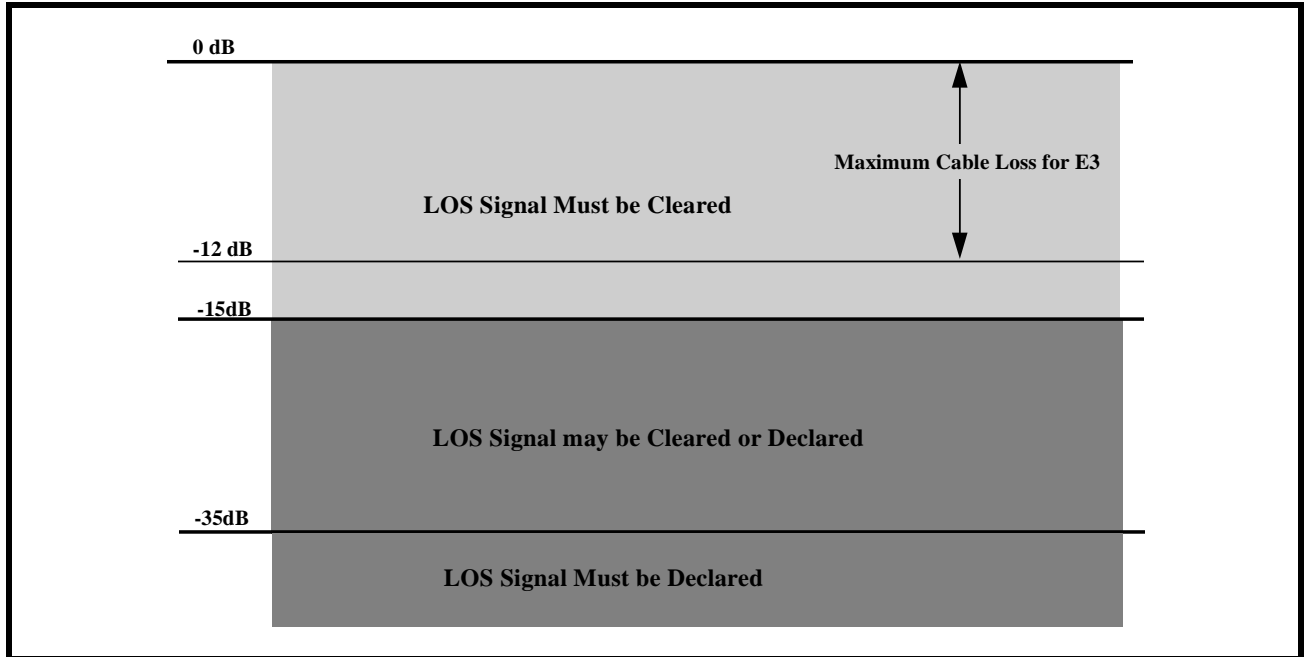 0 dB
Maximum Cable Loss for E3
LOS Signal Must be Cleared
-12 dB
-15dB
LOS Signal may be Cleared or Declared
-35dB
LOS Signal Must be Declared